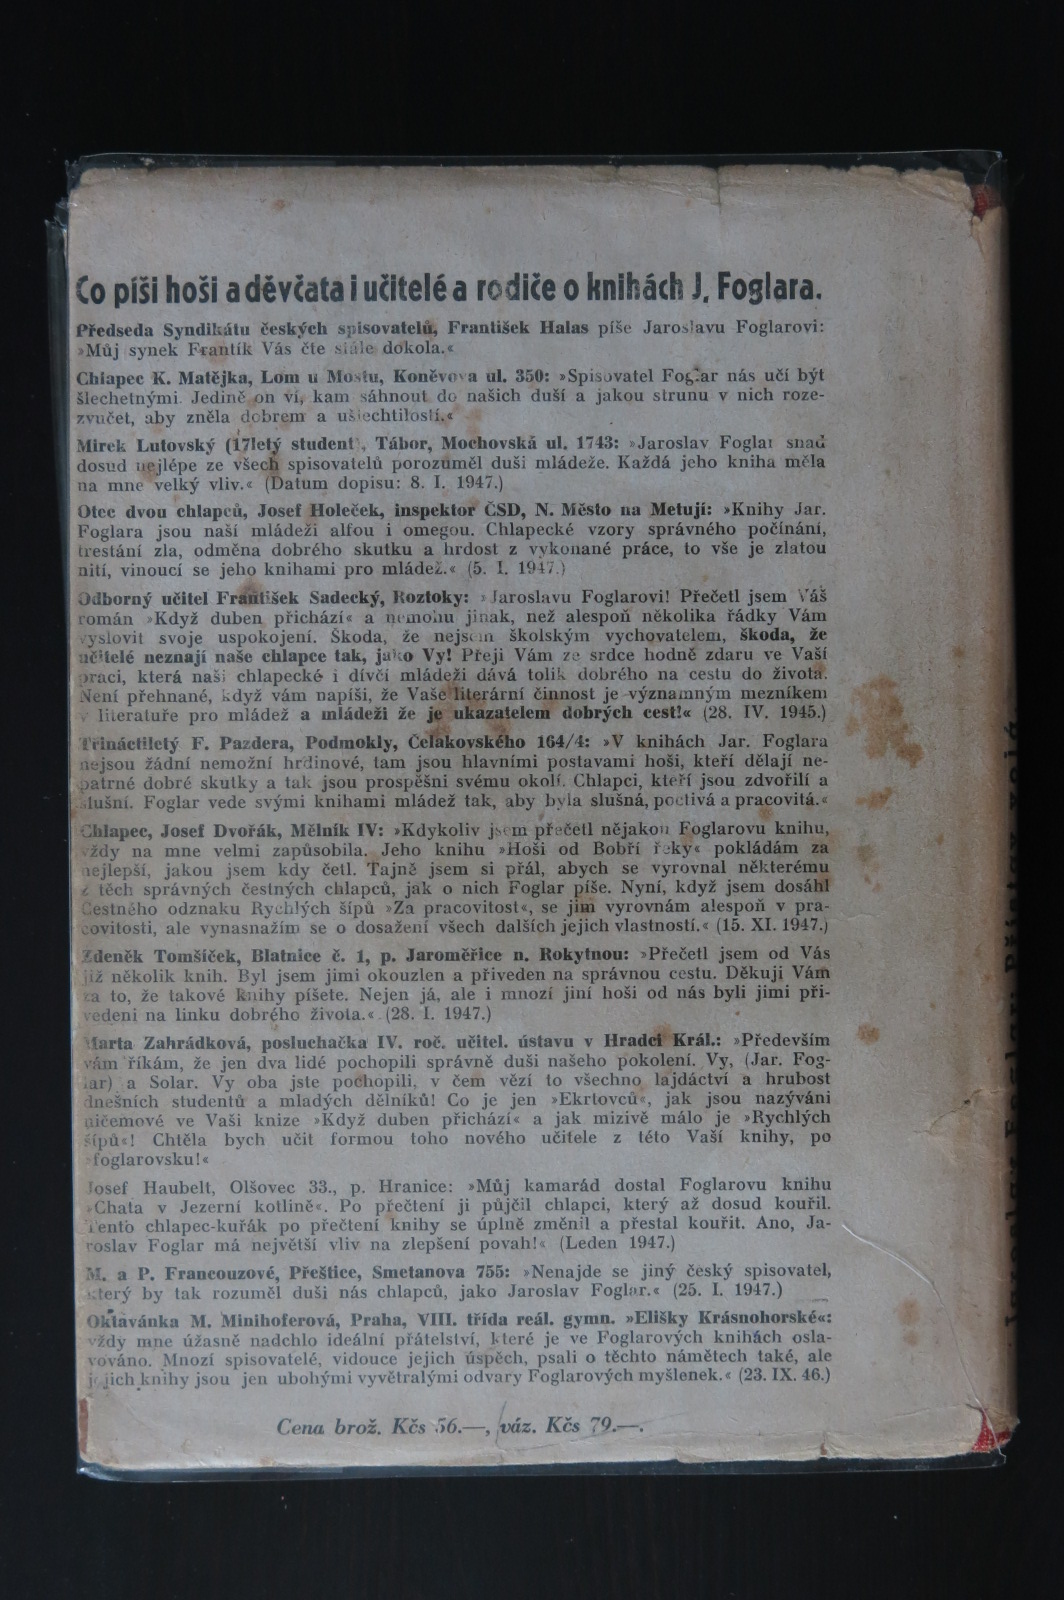 Co píši hoši a děvčata i učitelé a rodiče o knihách J. Foglara.
Předseda Syndikátu českých spisovatelů, František Halas píše Jaroslavu Foglarovi:
»Můj synek Frantík Vás čte stále dokola.«
Chlapec K. Matějka, Lom u Mostu, Koněvova ul. 350: »Spisovatel Foglar nás učí být
šlechetnými. Jedině on ví, kam sáhnout do našich duší a jakou strunu v nich roze-
zvučet, aby zněla dobrem a ušlechtilostí.«
Mirek Lutovský (17letý student), Tábor, Mochovská ul. 1743: »Jaroslav Foglar snad
dosud nejlépe ze všech spisovatelů porozuměl duši mládeže. Každá jeho kniha měla
na mne velký vliv.« (Datum dopisu: 8. I. 1947.)
Otec dvou chlapců, Josef Holeček, inspektor ČSD, N. Město na Metují: »Knihy Jar.
Foglara jsou naší mládeži alfou i omegou. Chlapecké vzory správného počínání,
trestání zla, odměna dobrého skutku a hrdost z vykonané práce, to vše je zlatou
nití, vinoucí se jeho knihami pro mládež.« (5. I. 1947.)
Odborný učitel František Sadecký, Roztoky: »Jaroslavu Foglarovi! Přečetl jsem Váš
román »Když duben přichází« a nemohu jinak, než alespoň několika řádky Vám
vyslovit svoje uspokojení. Škoda, že nejsem školským vychovatelem, škoda, že
učitelé neznají naše chlapce tak, jako Vy! Přeji Vám ze srdce hodně zdaru ve Vaší
práci, která naší chlapecké i dívčí mládeži dává tolik dobrého na cestu do života.
Není přehnané, když vám napíši, že Vaše literární činnost je významným mezníkem
v literatuře pro mládež a mládeži že je ukazatelem dobrých cest!« (28. IV. 1945.)
Třináctiletý F. Pazdera, Podmokly, Čelakovského 164/4: »V knihách Jar. Foglara
nejsou žádní nemožní hrdinové, tam jsou hlavními postavami hoši, kteří dělají ne-
patrné dobré skutky a tak jsou prospěšni svému okolí. Chlapci, kteří jsou zdvořilí a
slušní. Foglar vede svými knihami mládež tak, aby byla slušná, poctivá a pracovitá.«
Chlapec, Josef Dvořák, Mělník IV: »Kdykoliv jsem přečetl nějakou Foglarovu knihu,
vždy na mne velmi zapůsobila. Jeho knihu »Hoši od Bobří řeky« pokládám za
nejlepší, jakou jsem kdy četl. Tajně jsem si přál, abych se vyrovnal některému
z těch správných čestných chlapců, jak o nich Foglar píše. Nyní, když jsem dosáhl
Čestného odznaku Rychlých šípů »Za pracovitost«, se jim vyrovnám alespoň v pra-
covitosti, ale vynasnažím se o dosažení všech dalších jejich vlastností.« (15. XI. 1947.)
Zdeněk Tomšíček, Blatnice č. 1, p. Jaroměřice n. Rokytnou: »Přečetl jsem od Vás
již několik knih. Byl jsem jimi okouzlen a přiveden na správnou cestu. Děkuji Vám
za to, že takové knihy píšete. Nejen já, ale i mnozí jiní hoši od nás byli jimi při-
vedeni na linku dobrého života.« (28. I. 1947.)
Marta Zahrádková, posluchačka IV. roč. učitel. ústavu v Hradci Král.: »Především
vám říkám, že jen dva lidé pochopili správně duši našeho pokolení. Vy, (Jar. Fog-
lar) a Solar. Vy oba jste pochopili, v čem vězí to všechno lajdáctví a hrubost
dnešních studentů a mladých dělníků! Co je jen »Ekrtovců«, jak jsou nazýváni
ničemové ve Vaši knize »Když duben přichází« a jak mizivě málo je »Rychlých
šípů«! Chtěla bych učit formou toho nového učitele z této Vaší knihy, po
»foglarovsku!«
Josef Haubelt, Olšovec 33., p. Hranice: »Můj kamarád dostal Foglarovu knihu
»Chata v Jezerní kotlině«. Po přečtení ji půjčil chlapci, který až dosud kouřil.
Tento chlapec-kuřák po přečtení knihy se úplně změnil a přestal kouřit. Ano, Ja-
roslav Foglar má největší vliv na zlepšení povah!« (Leden 1947.)
M. a P. Francouzové, Přeštice, Smetanova 755: »Nenajde se jiný český spisovatel,
který by tak rozuměl duši nás chlapců, jako Jaroslav Foglar.« (25. I. 1947.)
Oktavánka M. Minihoferová, Praha, VIII. třída reál. gymn. »Elišky Krásnohorské«:
vždy mne úžasně nadchlo ideální přátelství, které je ve Foglarových knihách osla-
vováno. Mnozí spisovatelé, vidouce jejich úspěch, psali o těchto námětech také, ale
jejich knihy jsou jen ubohými vyvětralými odvary Foglarových myšlenek.« (23. IX. 46.)
Cena brož. Kčs 56.—, váz. Kčs 79.—.